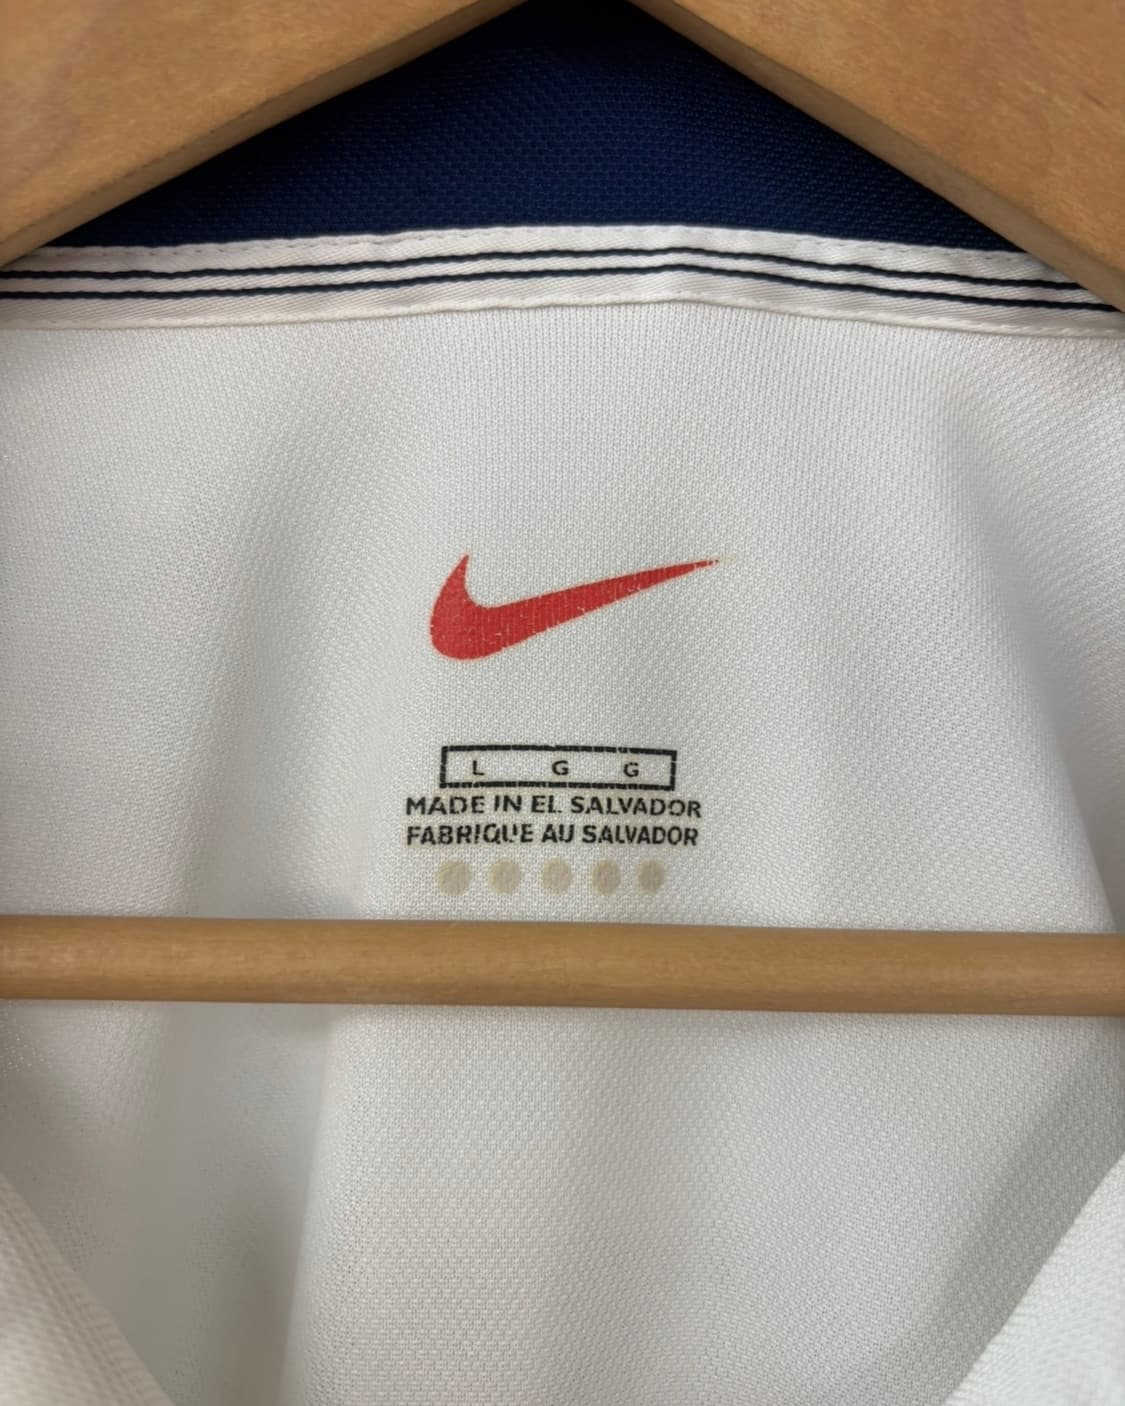 L G G
MADE IN EL SALVADOR
FABRIQUE AU SALVADOR